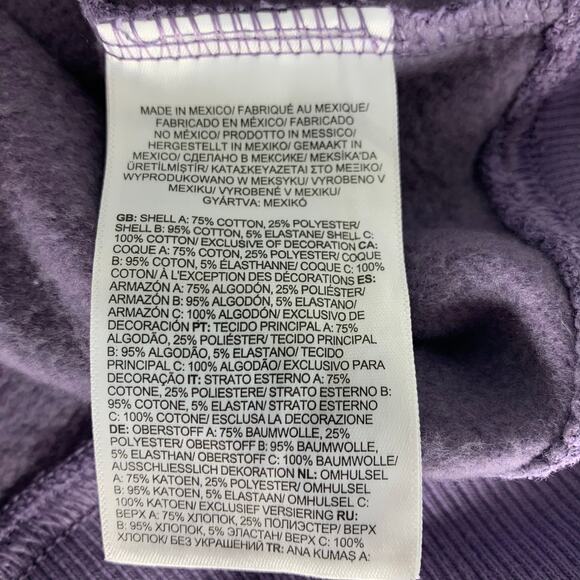 MADE IN MEXICO/ FABRIQUÉ AU MEXIQUE/
FABRICADO EN MÉXICO/ FABRICADO
NO MÉXICO/ PRODOTTO IN MESSICO/
HERGESTELLT IN MEXIKO/ GEMAAKT IN
MEXICO/ СДЕЛАНО В МЕКСИКЕ/ MEKSİKA'DA
ÜRETİLMİŞTİR/ ΚΑΤΑΣΚΕΥΑΖΕΤΑΙ ΣΤΟ ΜΕΞΙΚΟ/
WYPRODUKOWANO W MEKSYKU/ VYROBENO V
MEXIKU/ VYROBENÉ V MEXIKU/
GYÁRTVA: MEXIKÓ
GB: SHELL A: 75% COTTON, 25% POLYESTER/
SHELL B: 95% COTTON, 5% ELASTANE/ SHELL C:
100% COTTON/ EXCLUSIVE OF DECORATION CA:
COQUE A: 75% COTON, 25% POLYESTER/ COQUE
B: 95% COTON, 5% ÉLASTHANNE/ COQUE C: 100%
COTON/ À L'EXCEPTION DES DÉCORATIONS ES:
ARMAZÓN A: 75% ALGODÓN, 25% POLIÉSTER/
ARMAZÓN B: 95% ALGODÓN, 5% ELASTANO/
ARMAZÓN C: 100% ALGODÓN/ EXCLUSIVO DE
DECORACIÓN PT: TECIDO PRINCIPAL A: 75%
ALGODÃO, 25% POLIÉSTER/ TECIDO PRINCIPAL
B: 95% ALGODÃO, 5% ELASTANO/ TECIDO
PRINCIPAL C: 100% ALGODÃO/ EXCLUSIVO PARA
DECORAÇÃO IT: STRATO ESTERNO A: 75%
COTONE, 25% POLIESTERE/ STRATO ESTERNO B:
95% COTONE, 5% ELASTAN/ STRATO ESTERNO
C: 100% COTONE/ ESCLUSA LA DECORAZIONE
DE: OBERSTOFF A: 75% BAUMWOLLE, 25%
POLYESTER/ OBERSTOFF B: 95% BAUMWOLLE,
5% ELASTHAN/ OBERSTOFF C: 100% BAUMWOLLE/
AUSSCHLIESSLICH DEKORATION NL: OMHULSEL
A: 75% KATOEN, 25% POLYESTER/ OMHULSEL
B: 95% KATOEN, 5% ELASTAAN/ OMHULSEL C: 100%
KATOEN/ EXCLUSIEF VERSIERING RU:
ВЕРХ A: 75% ХЛОПОК, 25% ПОЛИЭСТЕР/ ВЕРХ
B: 95% ХЛОПОК, 5% ЭЛАСТАН/ ВЕРХ C: 100%
ХЛОПОК/ БЕЗ УКРАШЕНИЙ TR: ANA KUMAŞ A: